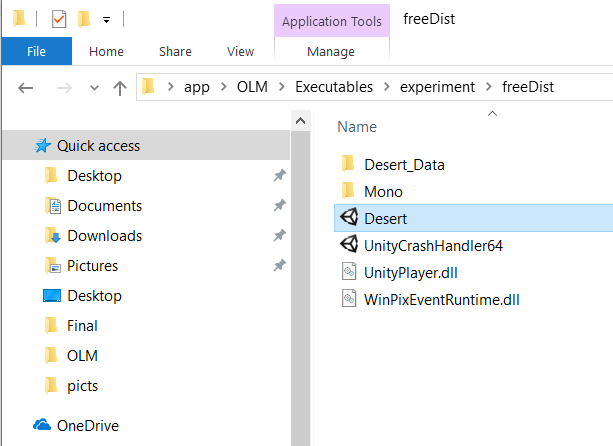 Application Tools
freeDist
File
Home
Share
View
Manage
app
OLM
Executables
experiment
freeDist
Name
Quick access
Desktop
Documents
Downloads
Pictures
Desktop
Final
OLM
picts
OneDrive
Desert_Data
Mono
Desert
UnityCrashHandler64
UnityPlayer.dll
WinPixEventRuntime.dll